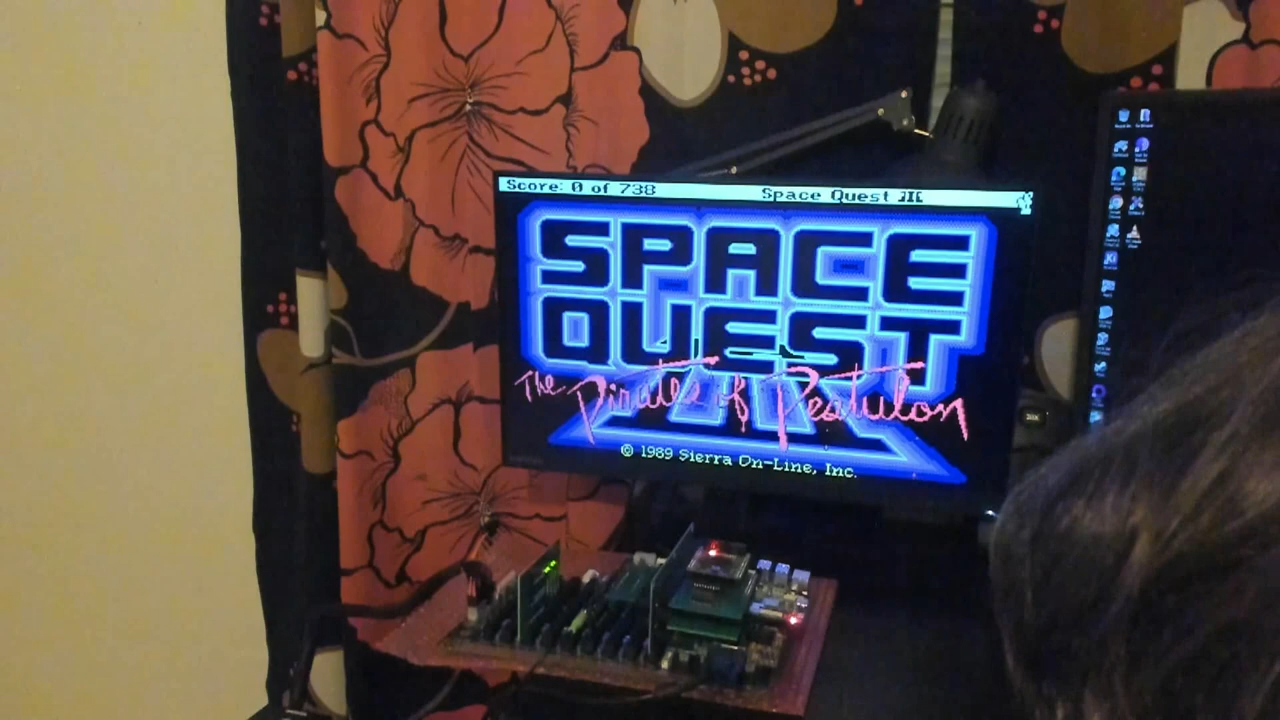 Score: 0 of 738
Space Quest III
SPACE
QUEST
The Pirates of Pestulon
© 1989 Sierra On-Line, Inc.